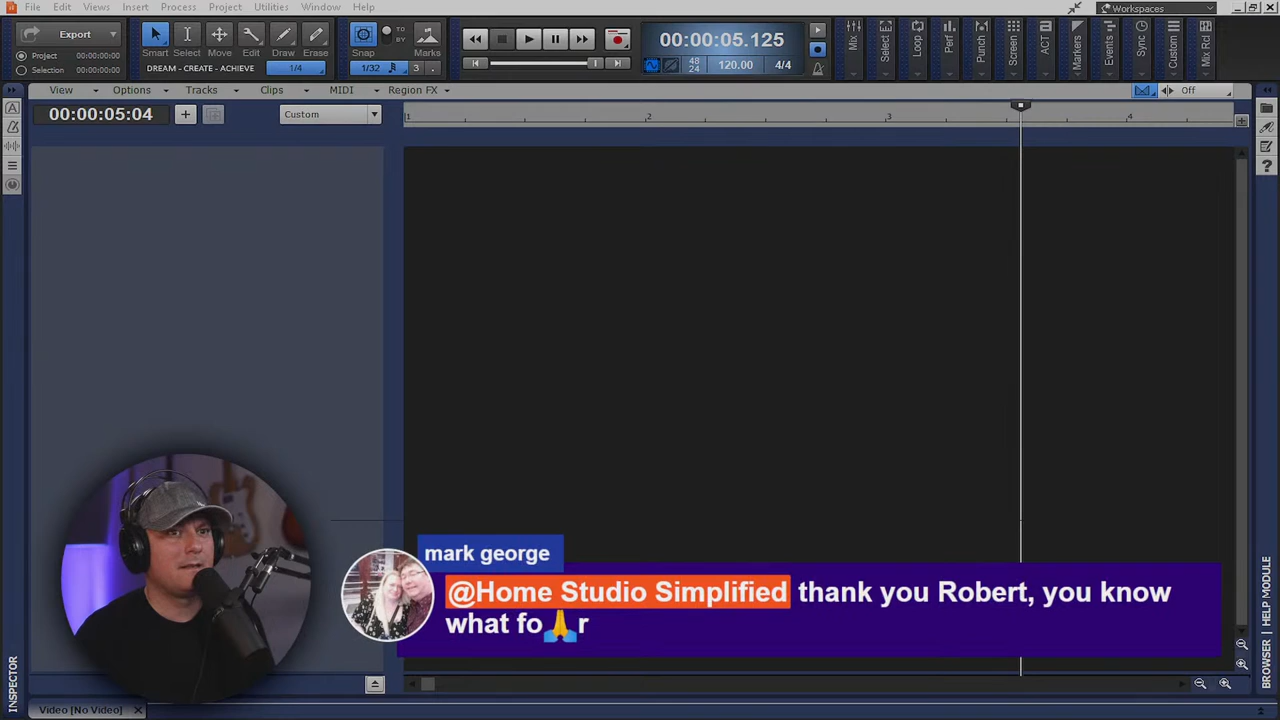 File Edit Views Insert Process Project Utilities Window Help
Workspaces
Export
Project 00:00:00:00
Selection 00:00:00:00
Smart Select Move Edit Draw Erase
DREAM - CREATE - ACHIEVE 1/4
Snap TO BY Marks
1/32 3
00:00:05.125
48 24 120.00 4/4
Mix Select Loop Perf Punch Screen ACT Markers Events Sync Custom Mix Rcl
View Options Tracks Clips MIDI Region FX
Off
00:00:05:04 + Custom
1 2 3 4
mark george
@Home Studio Simplified thank you Robert, you know
what fo🙏r
INSPECTOR
BROWSER | HELP MODULE
Video [No Video]